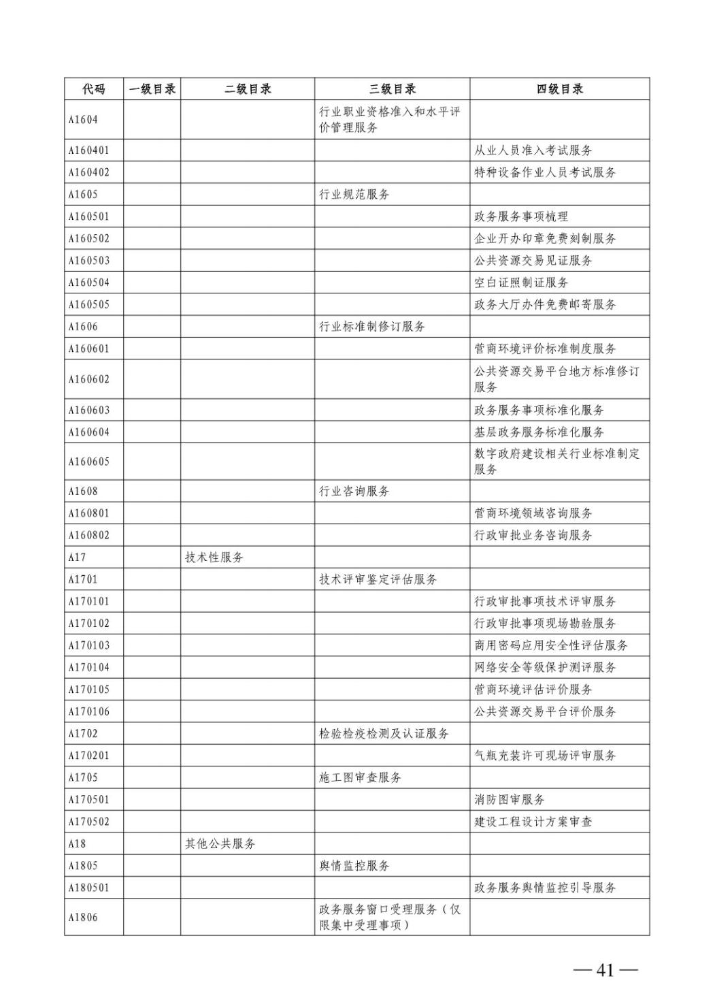 代码 一级目录 二级目录 三级目录 四级目录
A1604 行业职业资格准入和水平评
价管理服务
A160401 从业人员准入考试服务
A160402 特种设备作业人员考试服务
A1605 行业规范服务
A160501 政务服务事项梳理
A160502 企业开办印章免费刻制服务
A160503 公共资源交易见证服务
A160504 空白证照制证服务
A160505 政务大厅办件免费邮寄服务
A1606 行业标准制修订服务
A160601 营商环境评价标准制度服务
A160602 公共资源交易平台地方标准修订
服务
A160603 政务服务事项标准化服务
A160604 基层政务服务标准化服务
A160605 数字政府建设相关行业标准制定
服务
A1608 行业咨询服务
A160801 营商环境领域咨询服务
A160802 行政审批业务咨询服务
A17 技术性服务
A1701 技术评审鉴定评估服务
A170101 行政审批事项技术评审服务
A170102 行政审批事项现场勘验服务
A170103 商用密码应用安全性评估服务
A170104 网络安全等级保护测评服务
A170105 营商环境评估评价服务
A170106 公共资源交易平台评价服务
A1702 检验检疫检测及认证服务
A170201 气瓶充装许可现场评审服务
A1705 施工图审查服务
A170501 消防图审服务
A170502 建设工程设计方案审查
A18 其他公共服务
A1805 舆情监控服务
A180501 政务服务舆情监控引导服务
A1806 政务服务窗口受理服务（仅
限集中受理事项）
— 41 —